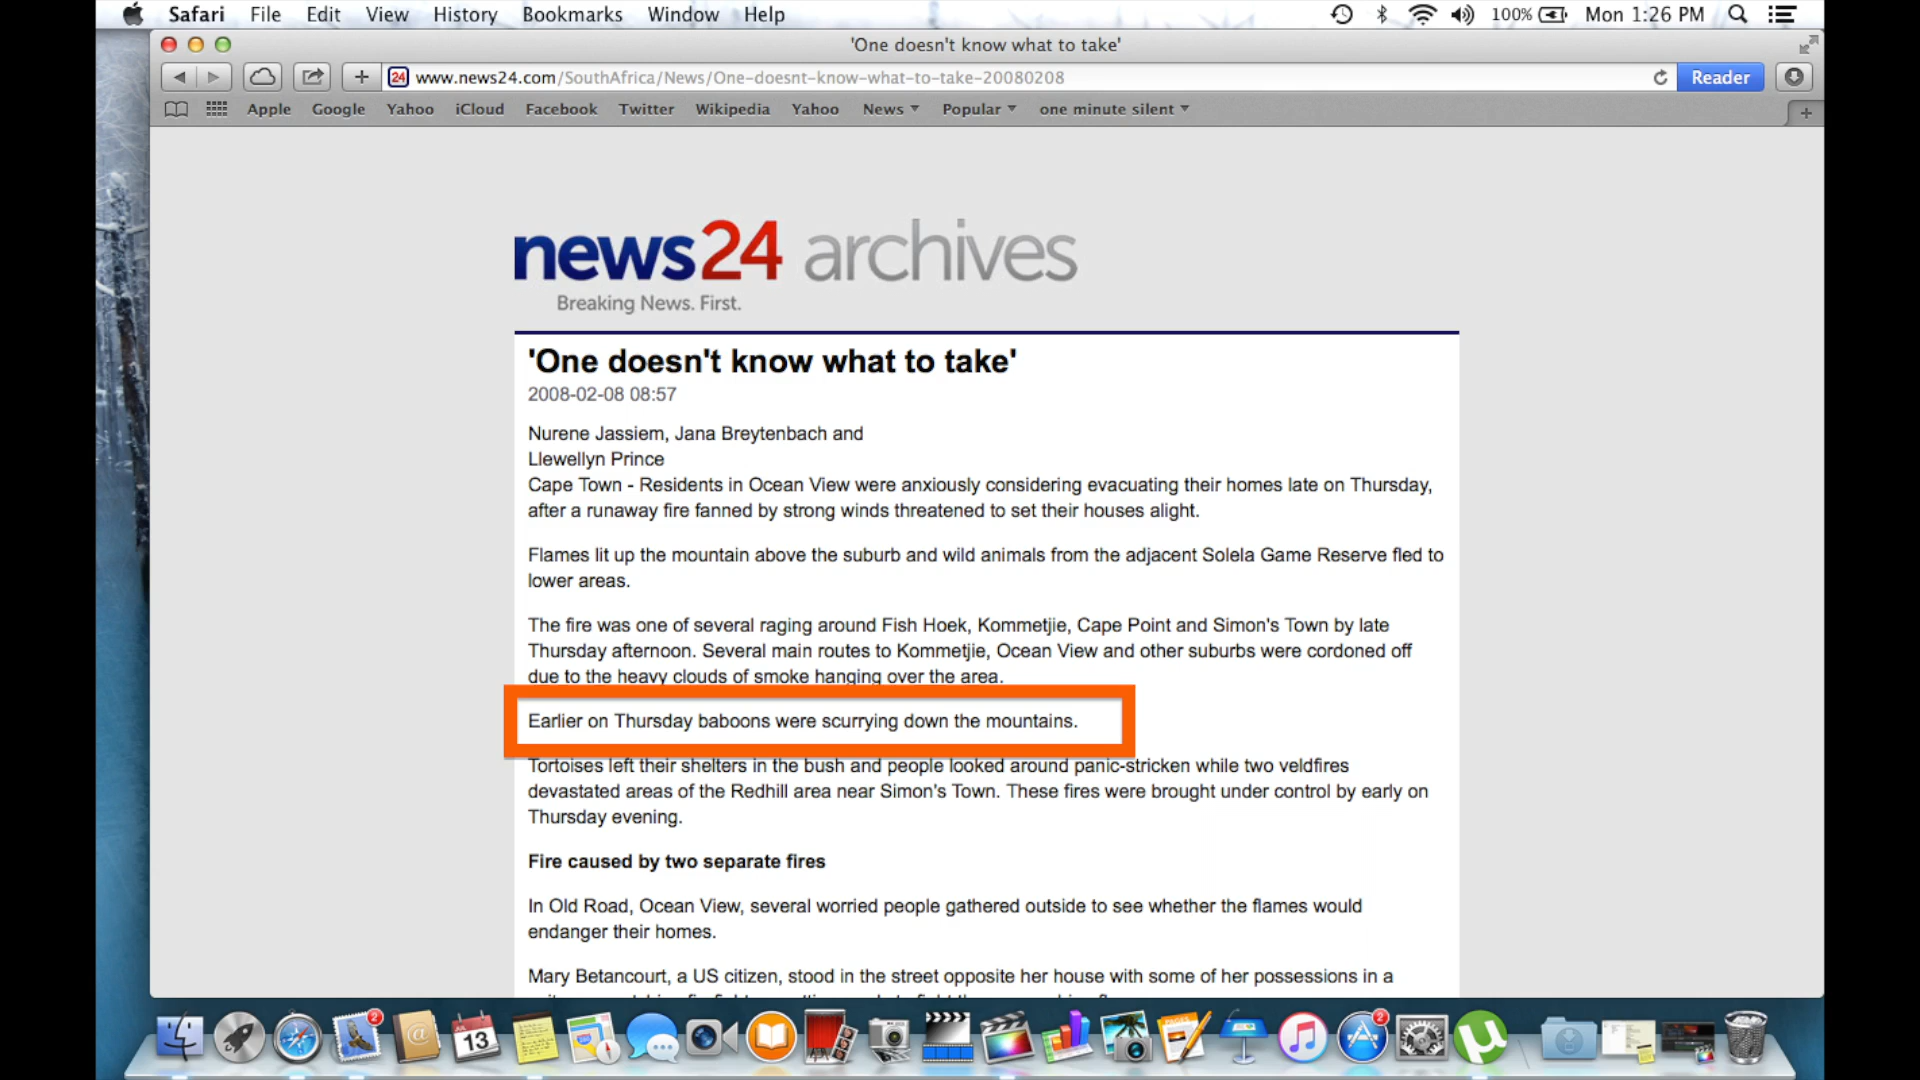 Safari File Edit View History Bookmarks Window Help 100% Mon 1:26 PM
'One doesn't know what to take'
24 www.news24.com/SouthAfrica/News/One-doesnt-know-what-to-take-20080208 Reader
Apple Google Yahoo iCloud Facebook Twitter Wikipedia Yahoo News Popular one minute silent
news24 archives
Breaking News. First.
'One doesn't know what to take'
2008-02-08 08:57
Nurene Jassiem, Jana Breytenbach and
Llewellyn Prince
Cape Town - Residents in Ocean View were anxiously considering evacuating their homes late on Thursday,
after a runaway fire fanned by strong winds threatened to set their houses alight.
Flames lit up the mountain above the suburb and wild animals from the adjacent Solela Game Reserve fled to
lower areas.
The fire was one of several raging around Fish Hoek, Kommetjie, Cape Point and Simon's Town by late
Thursday afternoon. Several main routes to Kommetjie, Ocean View and other suburbs were cordoned off
due to the heavy clouds of smoke hanging over the area.
Earlier on Thursday baboons were scurrying down the mountains.
Tortoises left their shelters in the bush and people looked around panic-stricken while two veldfires
devastated areas of the Redhill area near Simon's Town. These fires were brought under control by early on
Thursday evening.
Fire caused by two separate fires
In Old Road, Ocean View, several worried people gathered outside to see whether the flames would
endanger their homes.
Mary Betancourt, a US citizen, stood in the street opposite her house with some of her possessions in a
2
JUL
13
2